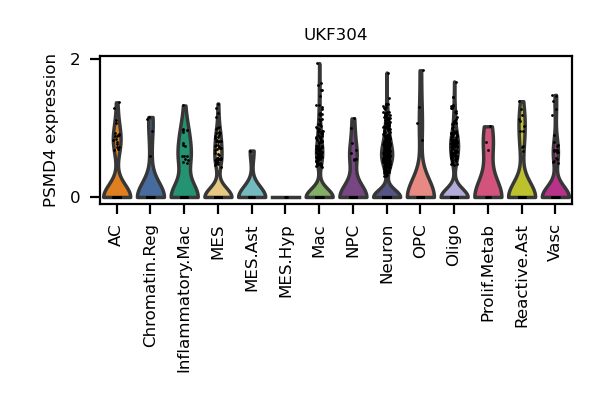 UKF304
PSMD4 expression
2
0
AC
Chromatin.Reg
Inflammatory.Mac
MES
MES.Ast
MES.Hyp
Mac
NPC
Neuron
OPC
Oligo
Prolif.Metab
Reactive.Ast
Vasc